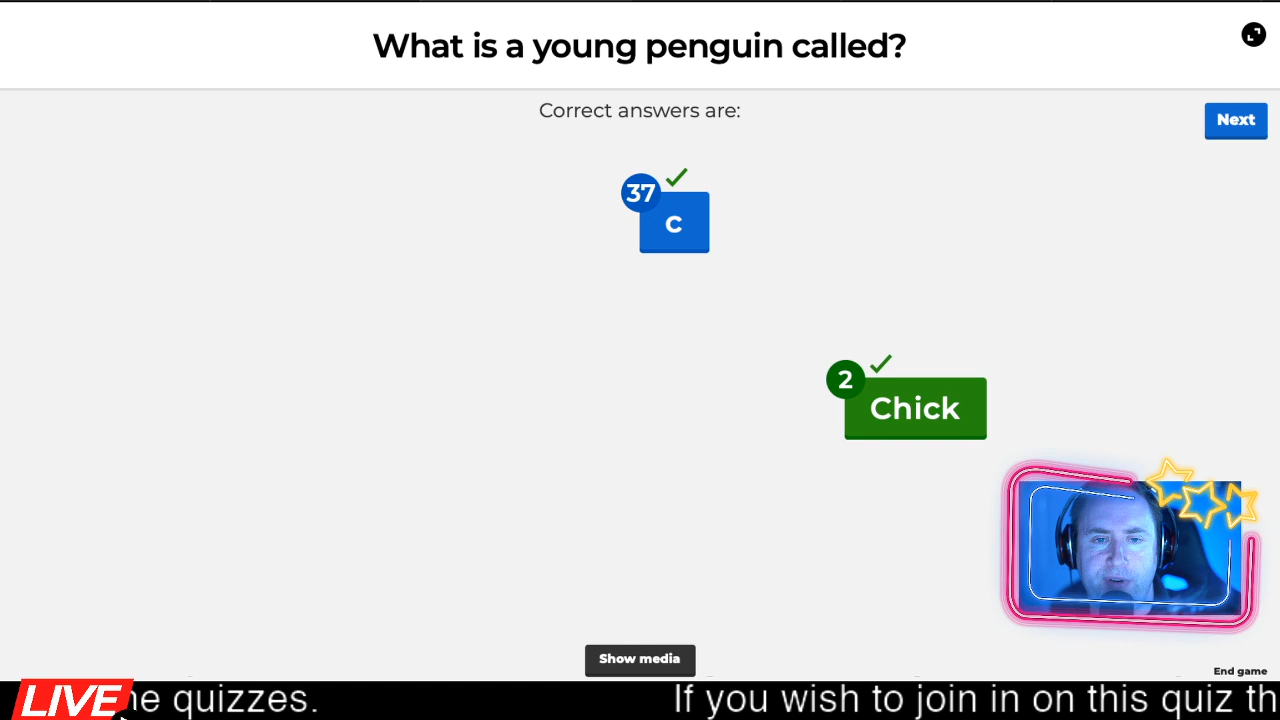 What is a young penguin called?
Correct answers are:
Next
37
C
2
Chick
Show media
End game
LIVE
he quizzes.
If you wish to join in on this quiz th